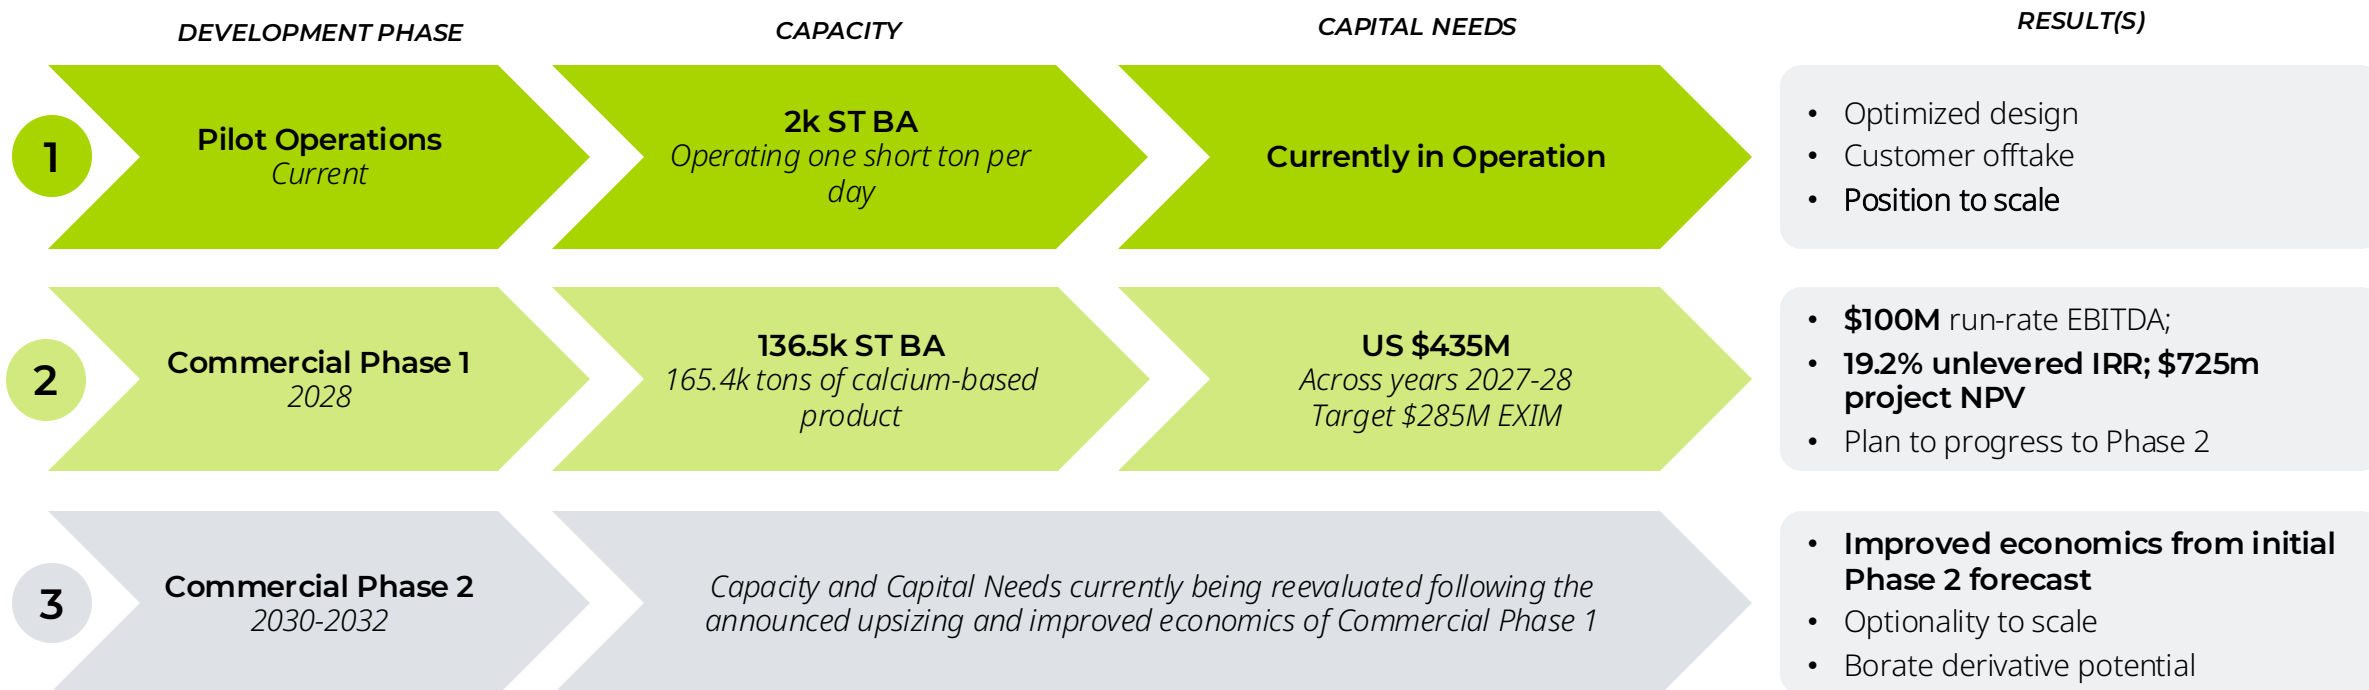 DEVELOPMENT PHASE
CAPACITY
CAPITAL NEEDS
RESULT(S)
1
Pilot Operations
Current
2k ST BA
Operating one short ton per
day
Currently in Operation
• Optimized design
• Customer offtake
• Position to scale
2
Commercial Phase 1
2028
136.5k ST BA
165.4k tons of calcium-based
product
US $435M
Across years 2027-28
Target $285M EXIM
• $100M run-rate EBITDA;
• 19.2% unlevered IRR; $725m
project NPV
• Plan to progress to Phase 2
3
Commercial Phase 2
2030-2032
Capacity and Capital Needs currently being reevaluated following the
announced upsizing and improved economics of Commercial Phase 1
• Improved economics from initial
Phase 2 forecast
• Optionality to scale
• Borate derivative potential